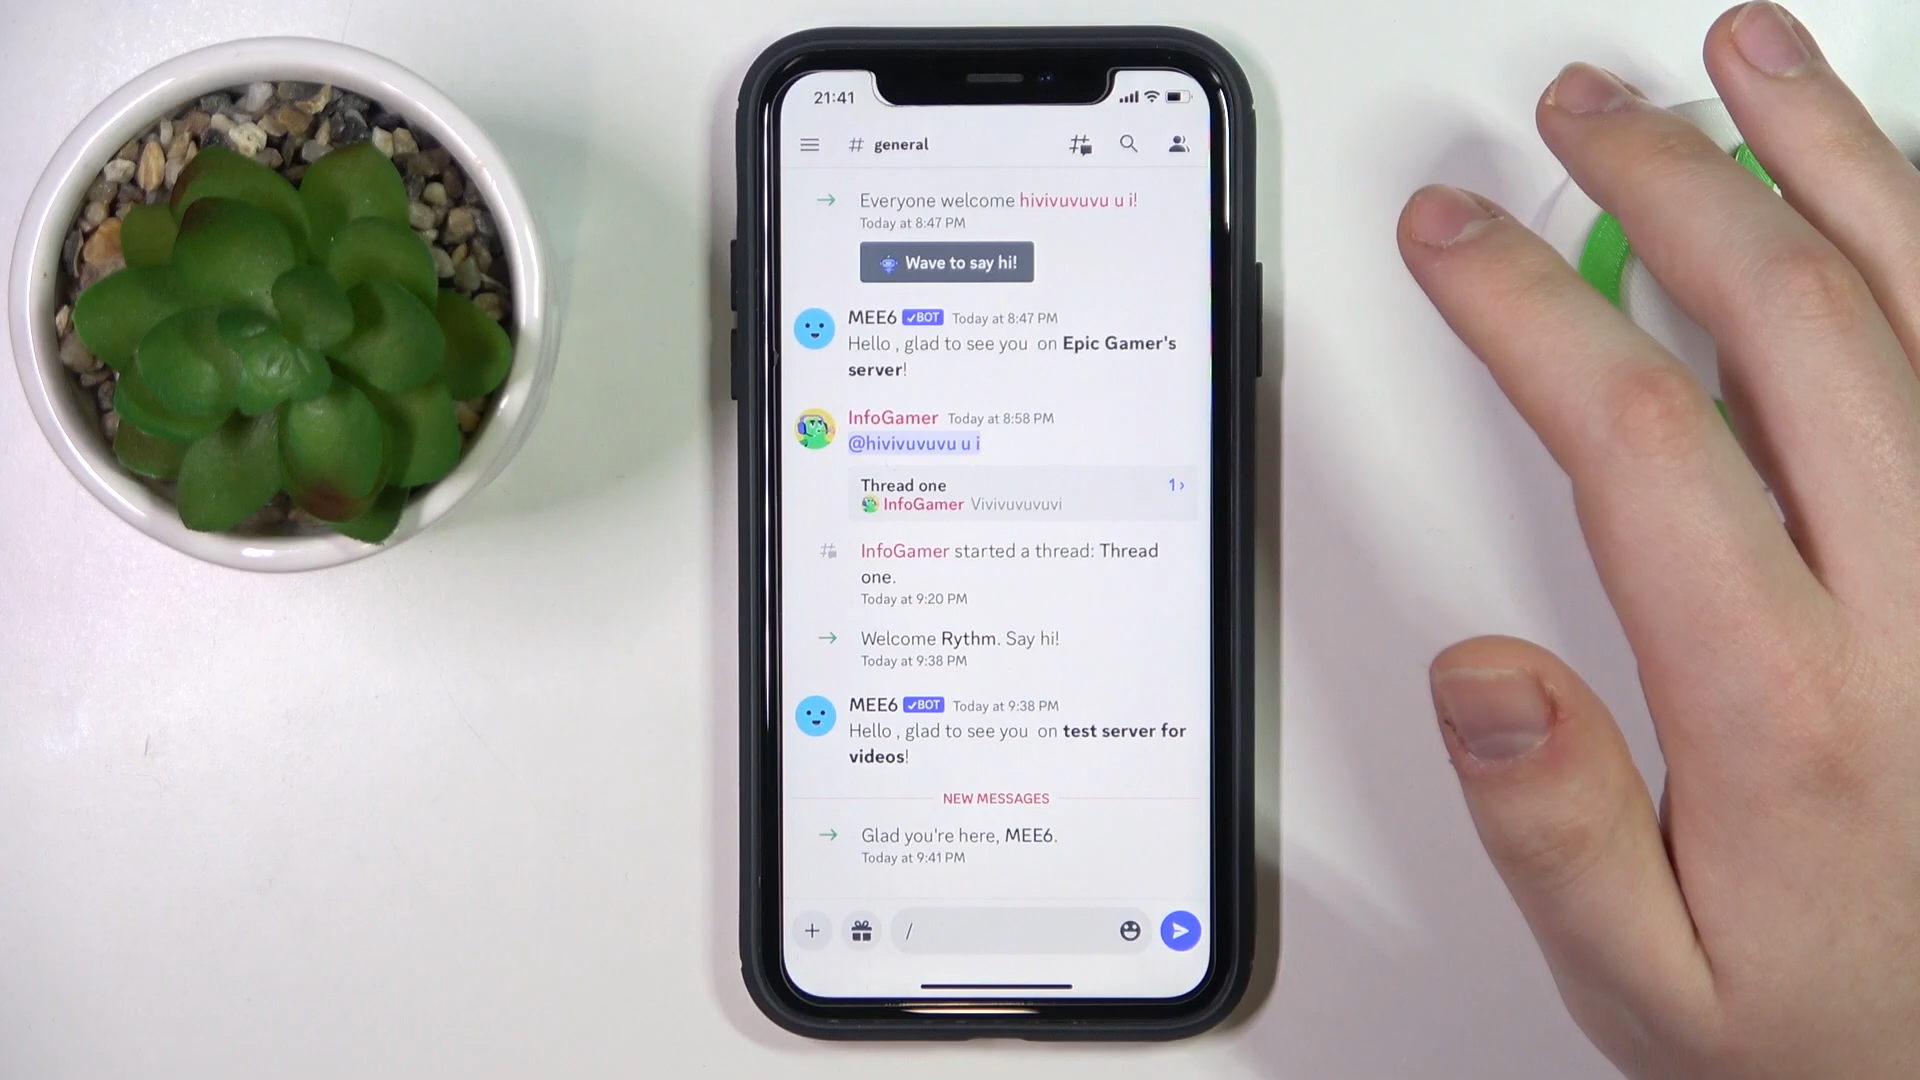 21:41
# general
Everyone welcome hivivuvuvu u i!
Today at 8:47 PM
Wave to say hi!
MEE6 ✓BOT Today at 8:47 PM
Hello , glad to see you on Epic Gamer's
server!
InfoGamer Today at 8:58 PM
@hivivuvuvu u i
Thread one 1 ›
InfoGamer Vivivuvuvuvi
InfoGamer started a thread: Thread
one.
Today at 9:20 PM
Welcome Rythm. Say hi!
Today at 9:38 PM
MEE6 ✓BOT Today at 9:38 PM
Hello , glad to see you on test server for
videos!
NEW MESSAGES
Glad you're here, MEE6.
Today at 9:41 PM
/